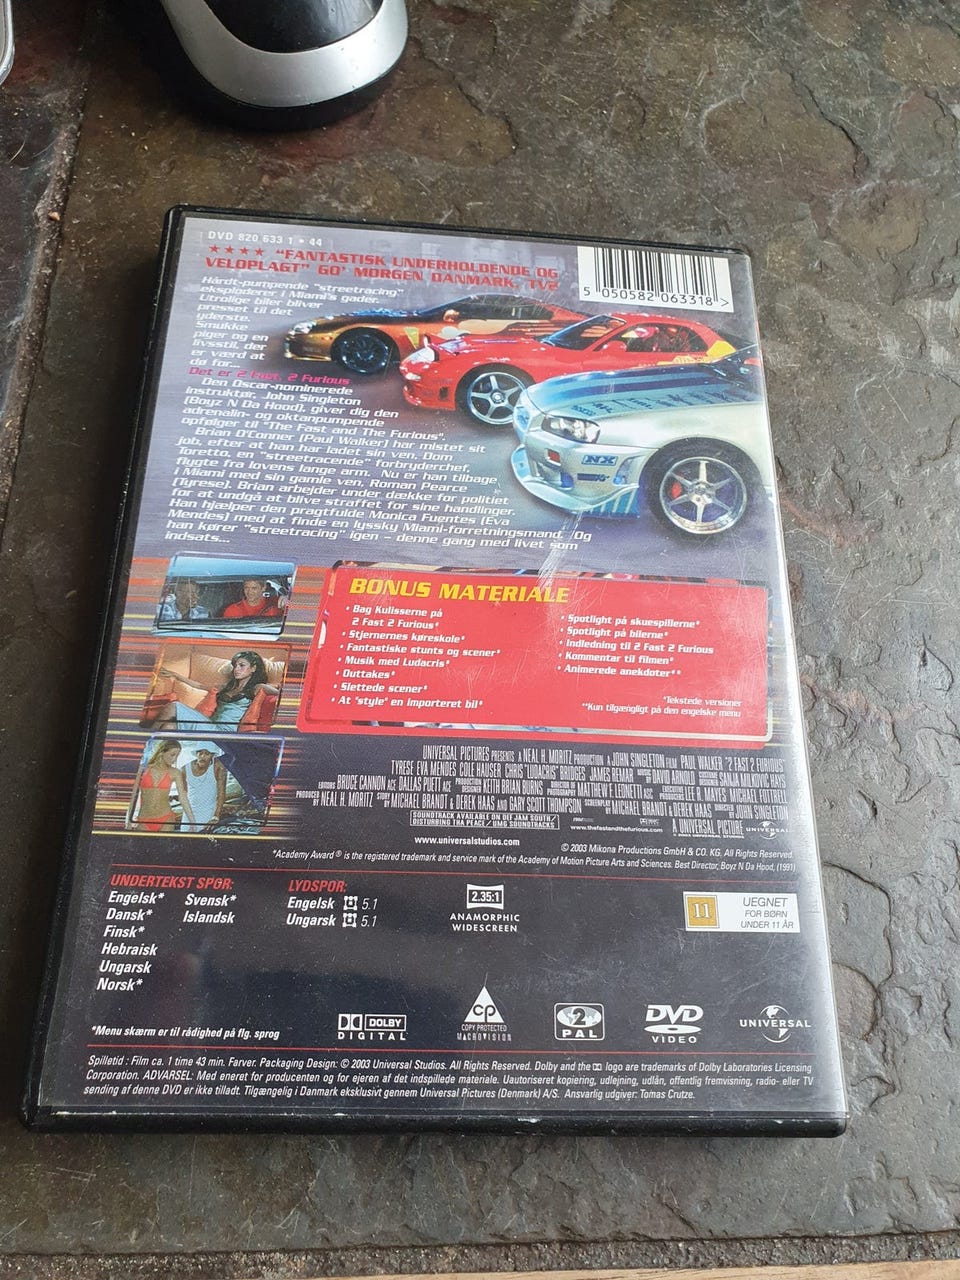 DVD 820 633 1 • 44
★★★★ "FANTASTISK UNDERHOLDENDE OG
VELOPLAGT" GO' MORGEN DANMARK, TV2
5 050582 063318 >
Hårdt-pumpende "streetracing"
eksploderer i Miami's gader.
Utrolige biler bliver
presset til det
yderste.
Smukke
piger og en
livsstil, der
er værd at
dø for...
Det er 2 Fast, 2 Furious
Den Oscar-nominerede
instruktør, John Singleton
(Boyz N Da Hood), giver dig den
adrenalin- og oktanpumpende
opfølger til "The Fast and The Furious".
Brian O'Conner (Paul Walker) har mistet sit
job, efter at han har ladet sin ven, Dom
Toretto, en "streetracende" forbryderchef,
flygte fra lovens lange arm. Nu er han tilbage
i Miami med sin gamle ven, Roman Pearce
(Tyrese). Brian arbejder under dække for politiet
for at undgå at blive straffet for sine handlinger.
Han hjælper den pragtfulde Monica Fuentes (Eva
Mendes) med at finde en lyssky Miami-forretningsmand. Og
han kører "streetracing" igen – denne gang med livet som
indsats...
NX
BONUS MATERIALE
• Bag Kulisserne på
2 Fast 2 Furious*
• Stjernernes køreskole*
• Fantastiske stunts og scener*
• Musik med Ludacris*
• Outtakes*
• Slettede scener*
• At "style" en importeret bil*
• Spotlight på skuespillerne*
• Spotlight på bilerne*
• Indledning til 2 Fast 2 Furious
• Kommentar til filmen*
• Animerede anekdoter**
*Tekstede versioner
**Kun tilgængeligt på den engelske menu
UNIVERSAL PICTURES PRESENTS A NEAL H. MORITZ PRODUCTION A JOHN SINGLETON FILM PAUL WALKER "2 FAST 2 FURIOUS"
TYRESE EVA MENDES COLE HAUSER CHRIS "LUDACRIS" BRIDGES JAMES REMAR MUSIC BY DAVID ARNOLD COSTUME SANJA MILKOVIC HAYS
EDITORS BRUCE CANNON ACE DALLAS PUETT ACE PRODUCTION DESIGNER KEITH BRIAN BURNS DIRECTOR OF MATTHEW F. LEONETTI ASC EXECUTIVE LEE R. MAYES MICHAEL FOTTRELL
PRODUCED BY NEAL H. MORITZ STORY BY MICHAEL BRANDT & DEREK HAAS AND GARY SCOTT THOMPSON SCREENPLAY BY MICHAEL BRANDT & DEREK HAAS DIRECTED BY JOHN SINGLETON
SOUNDTRACK AVAILABLE ON DEF JAM SOUTH/
DISTURBING THA PEACE/ UMG SOUNDTRACKS
www.thefastandthefurious.com
A UNIVERSAL PICTURE
UNIVERSAL
www.universalstudios.com
© 2003 Mikona Productions GmbH & CO. KG. All Rights Reserved.
*Academy Award® is the registered trademark and service mark of the Academy of Motion Picture Arts and Sciences. Best Director, Boyz N Da Hood, (1991)
UNDERTEKST SPOR:
Engelsk*
Dansk*
Finsk*
Hebraisk
Ungarsk
Norsk*
Svensk*
Islandsk
LYDSPOR:
Engelsk 5.1
Ungarsk 5.1
2.35:1
ANAMORPHIC
WIDESCREEN
11
UEGNET
FOR BØRN
UNDER 11 ÅR
*Menu skærm er til rådighed på flg. sprog
DOLBY
DIGITAL
CP
COPY PROTECTED
MACROVISION
2
PAL
DVD
VIDEO
UNIVERSAL
Spilletid : Film ca. 1 time 43 min. Farver. Packaging Design: © 2003 Universal Studios. All Rights Reserved. Dolby and the logo are trademarks of Dolby Laboratories Licensing
Corporation. ADVARSEL: Med eneret for producenten og for ejeren af det indspillede materiale. Uautoriseret kopiering, udlejning, udlån, offentlig fremvisning, radio- eller TV
sending af denne DVD er ikke tilladt. Tilgængelig i Danmark eksklusivt gennem Universal Pictures (Denmark) A/S. Ansvarlig udgiver: Tomas Crutze.